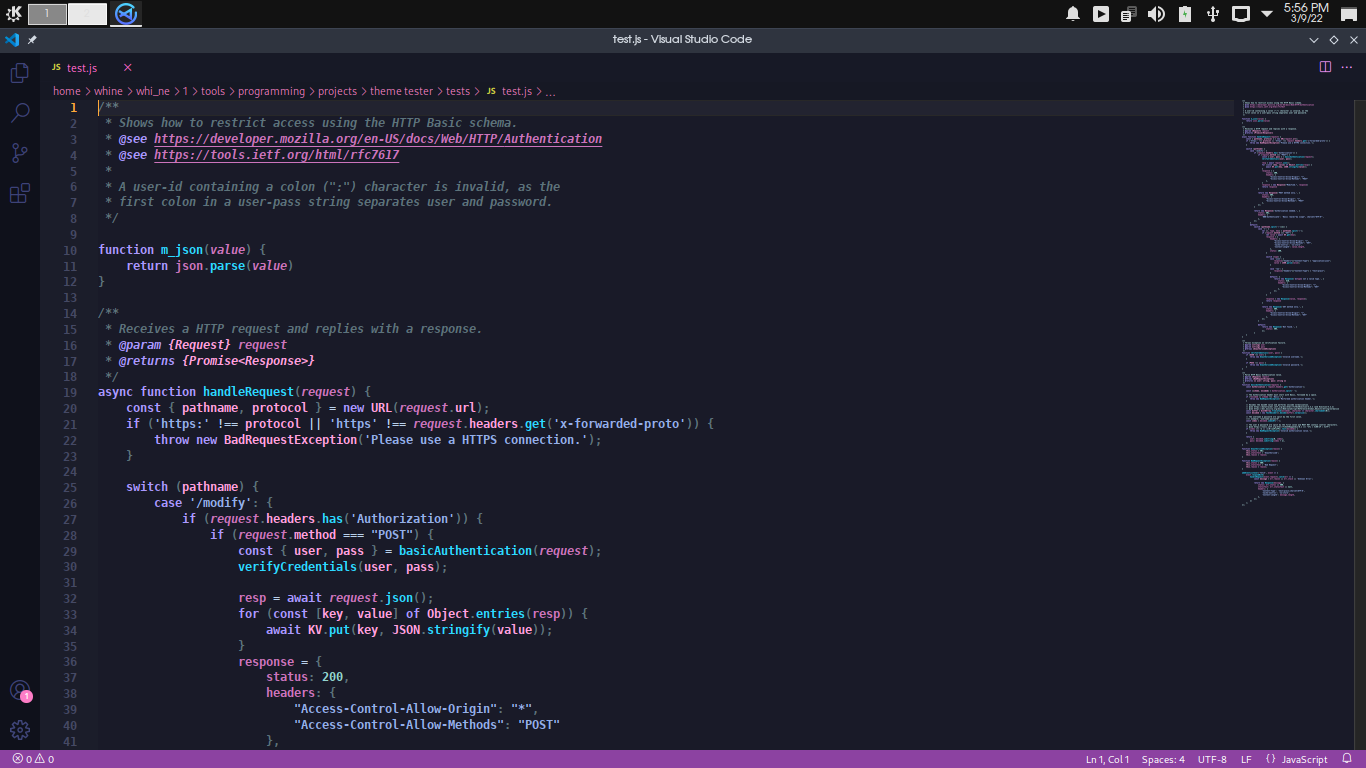 1
5:56 PM
3/9/22
test.js - Visual Studio Code
JS test.js
home > whine > whi_ne > 1 > tools > programming > projects > theme tester > tests > JS test.js > ...
1 /**
2  * Shows how to restrict access using the HTTP Basic schema.
3  * @see https://developer.mozilla.org/en-US/docs/Web/HTTP/Authentication
4  * @see https://tools.ietf.org/html/rfc7617
5  *
6  * A user-id containing a colon (":") character is invalid, as the
7  * first colon in a user-pass string separates user and password.
8  */
9
10 function m_json(value) {
11     return json.parse(value)
12 }
13
14 /**
15  * Receives a HTTP request and replies with a response.
16  * @param {Request} request
17  * @returns {Promise<Response>}
18  */
19 async function handleRequest(request) {
20     const { pathname, protocol } = new URL(request.url);
21     if ('https:' !== protocol || 'https' !== request.headers.get('x-forwarded-proto')) {
22         throw new BadRequestException('Please use a HTTPS connection.');
23     }
24
25     switch (pathname) {
26         case '/modify': {
27             if (request.headers.has('Authorization')) {
28                 if (request.method === "POST") {
29                     const { user, pass } = basicAuthentication(request);
30                     verifyCredentials(user, pass);
31
32                     resp = await request.json();
33                     for (const [key, value] of Object.entries(resp)) {
34                         await KV.put(key, JSON.stringify(value));
35                     }
36                     response = {
37                         status: 200,
38                         headers: {
39                             "Access-Control-Allow-Origin": "*",
40                             "Access-Control-Allow-Methods": "POST"
41                         },
1
0 0
Ln 1, Col 1 Spaces: 4 UTF-8 LF {} JavaScript